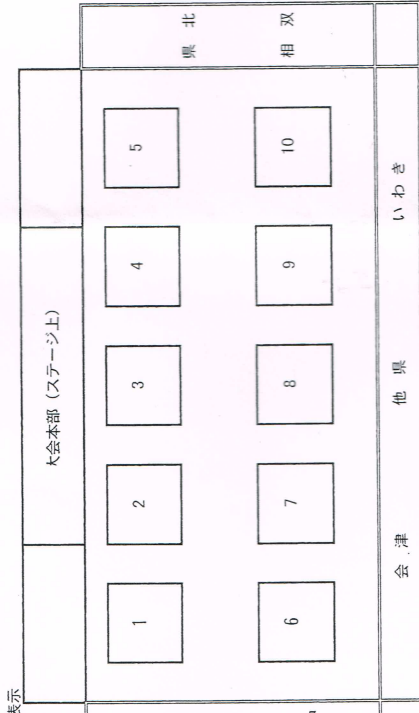 表示
大会本部（ステージ上）
1 2 3 4 5
県 北
6 7 8 9 10
相 双
会 津 他 県 い わ き